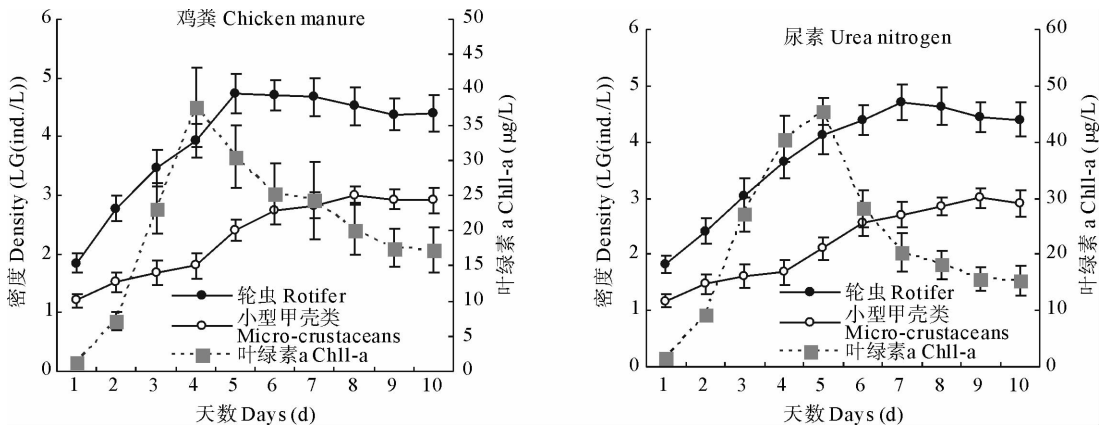 鸡粪 Chicken manure
密度 Density (LG(ind./L))
6
5
4
3
2
1
0
叶绿素 a Chll-a (μg/L)
50
45
40
35
30
25
20
15
10
5
0
轮虫 Rotifer
小型甲壳类
Micro-crustaceans
叶绿素a Chll-a
1 2 3 4 5 6 7 8 9 10
天数 Days (d)
尿素 Urea nitrogen
密度 Density (LG(ind./L))
6
5
4
3
2
1
0
叶绿素 a Chll-a (μg/L)
60
50
40
30
20
10
0
轮虫 Rotifer
小型甲壳类
Micro-crustaceans
叶绿素a Chll-a
1 2 3 4 5 6 7 8 9 10
天数 Days (d)